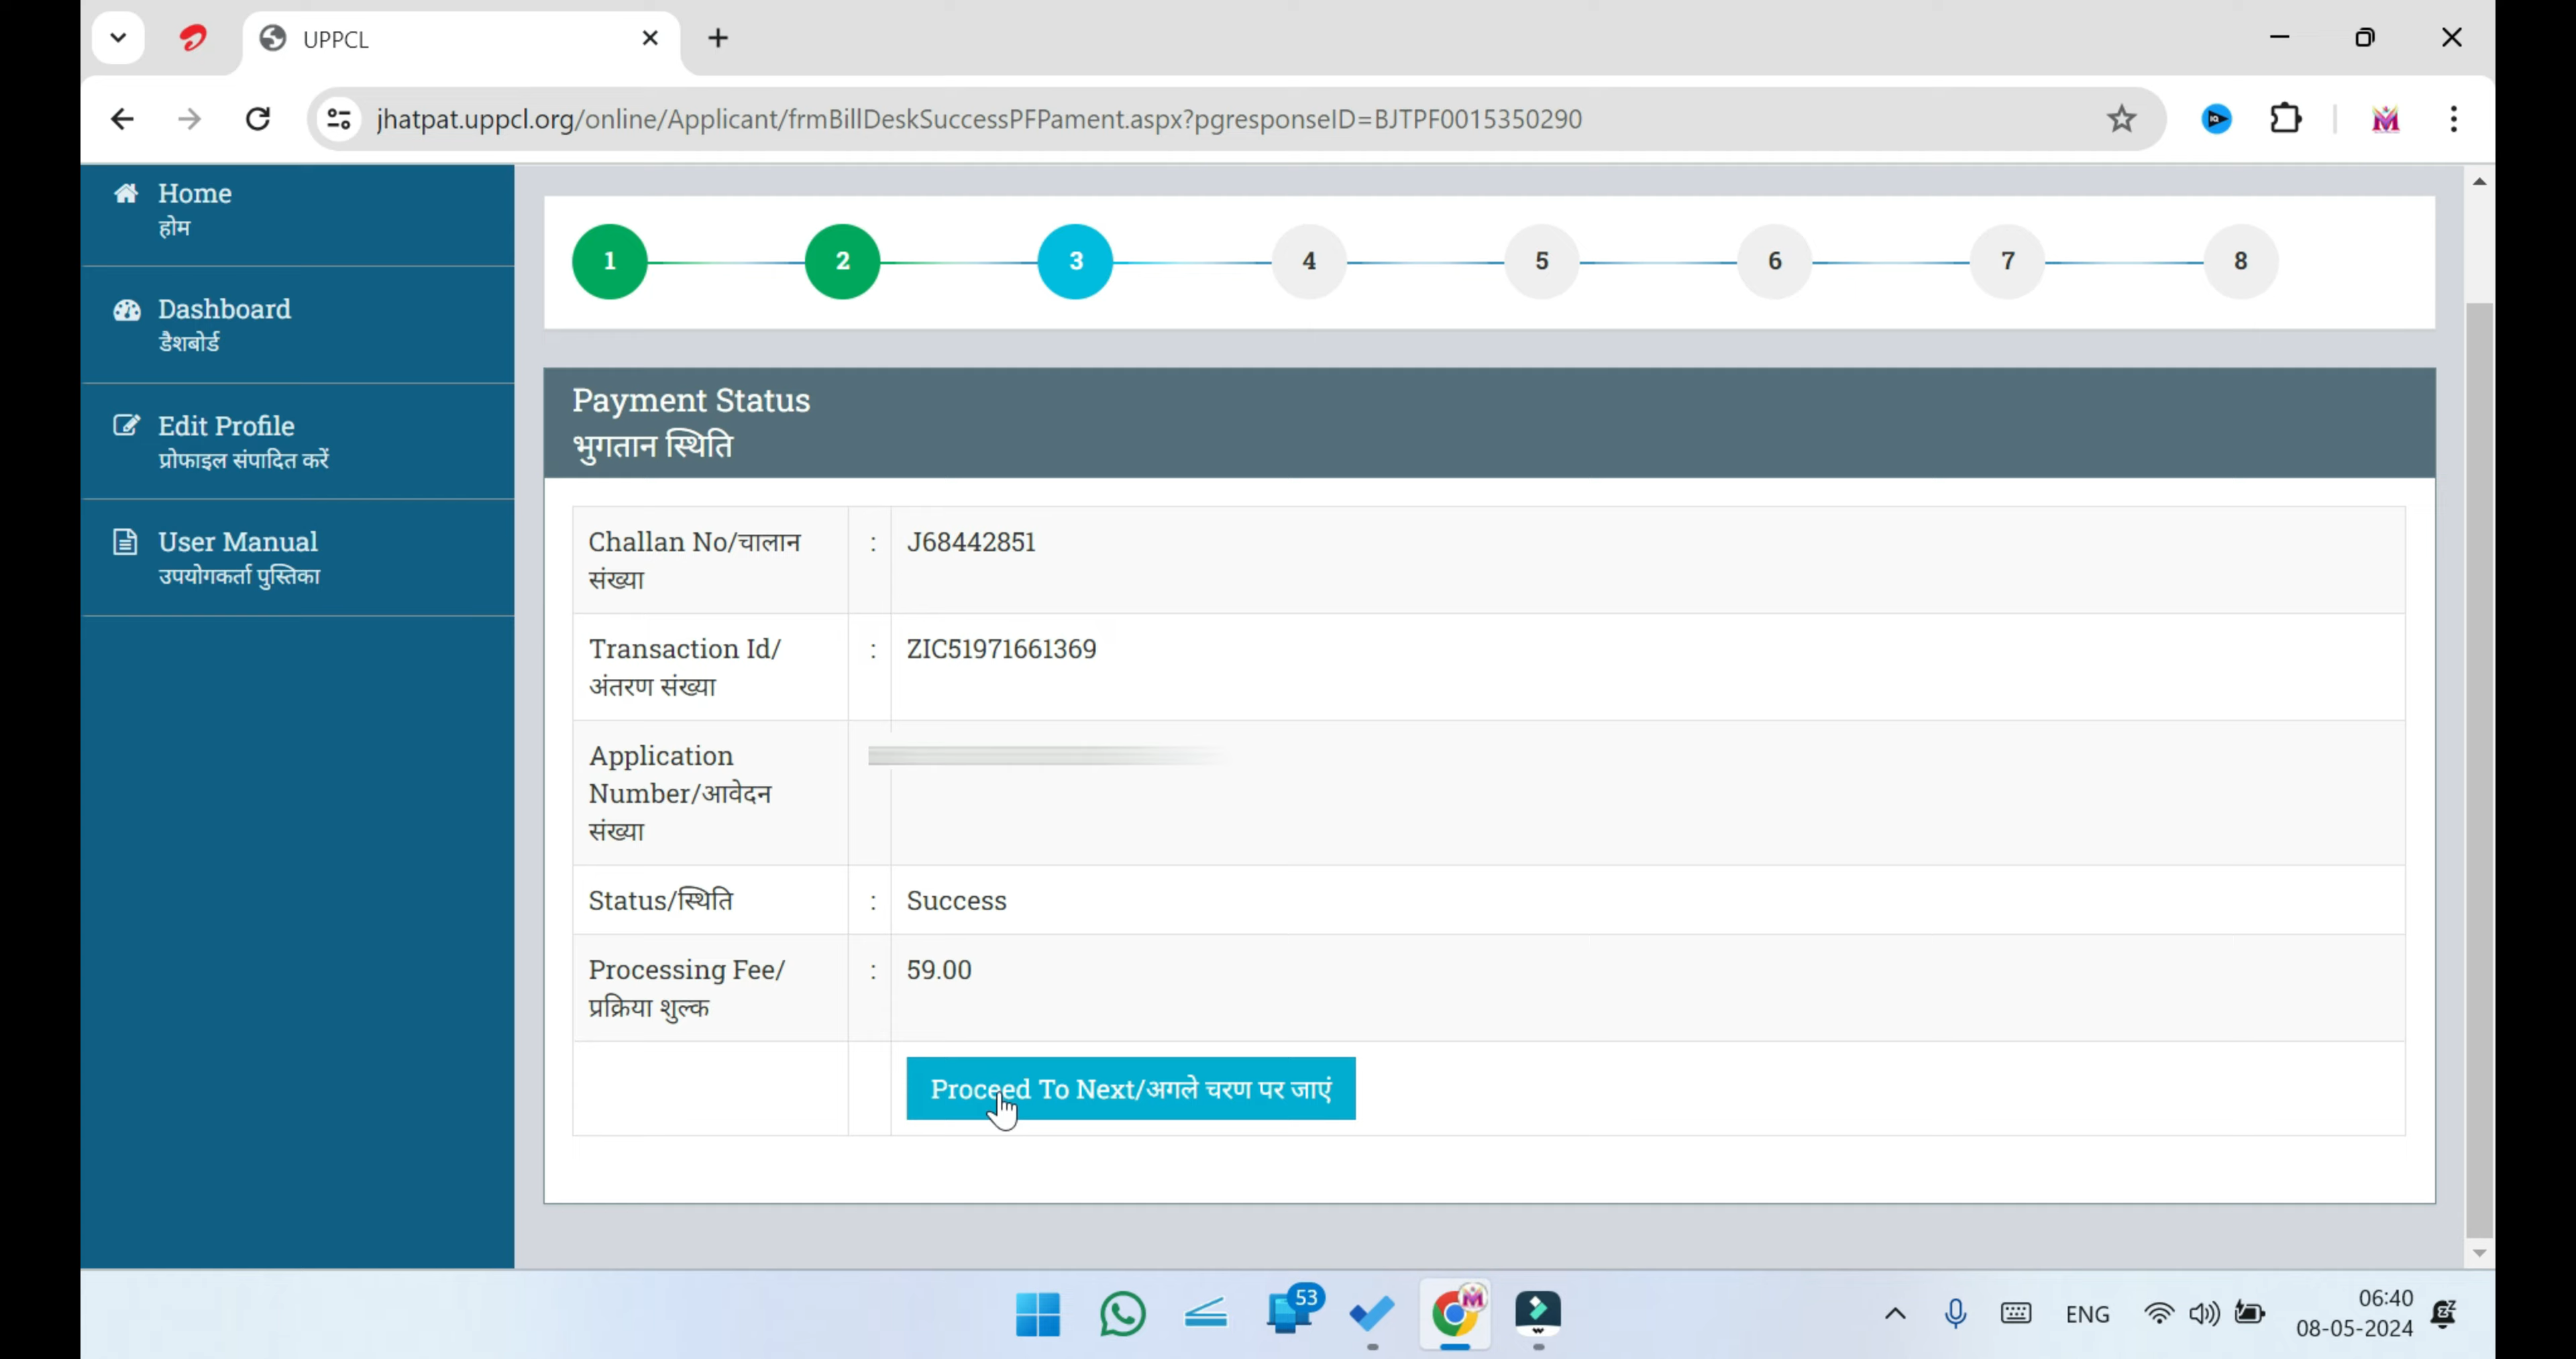 UPPCL
jhatpat.uppcl.org/online/Applicant/frmBillDeskSuccessPFPament.aspx?pgresponseID=BJTPF0015350290
Home
होम
Dashboard
डैशबोर्ड
Edit Profile
प्रोफाइल संपादित करें
User Manual
उपयोगकर्ता पुस्तिका
1 2 3 4 5 6 7 8
Payment Status
भुगतान स्थिति
Challan No/चालान : J68442851
संख्या
Transaction Id/ : ZIC51971661369
अंतरण संख्या
Application
Number/आवेदन
संख्या
Status/स्थिति : Success
Processing Fee/ : 59.00
प्रक्रिया शुल्क
Proceed To Next/अगले चरण पर जाएं
53
ENG
06:40
08-05-2024